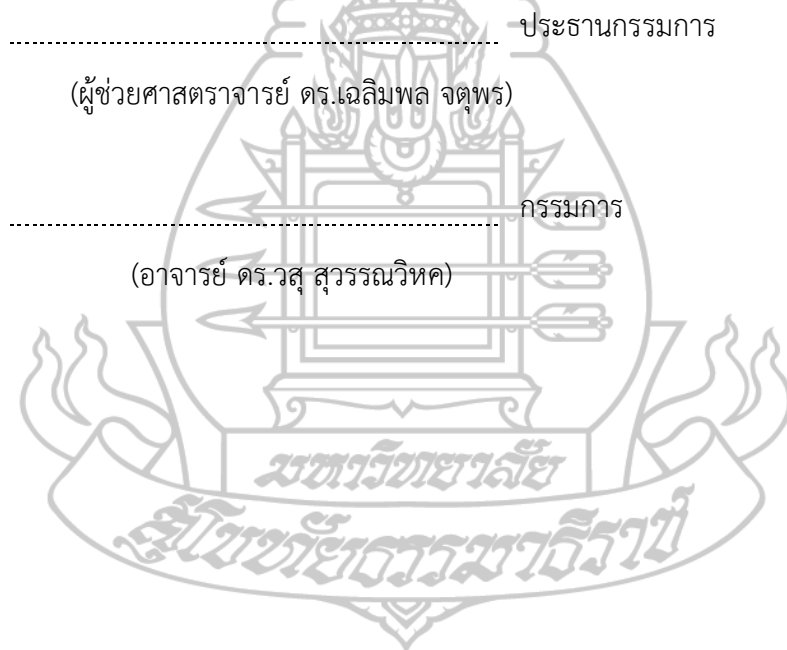 ประธานกรรมการ
(ผู้ช่วยศาสตราจารย์ ดร.เฉลิมพล จตุพร)
กรรมการ
(อาจารย์ ดร.วสุ สุวรรณวิหค)
มหาวิทยาลัย
สุโขทัยธรรมาธิราช